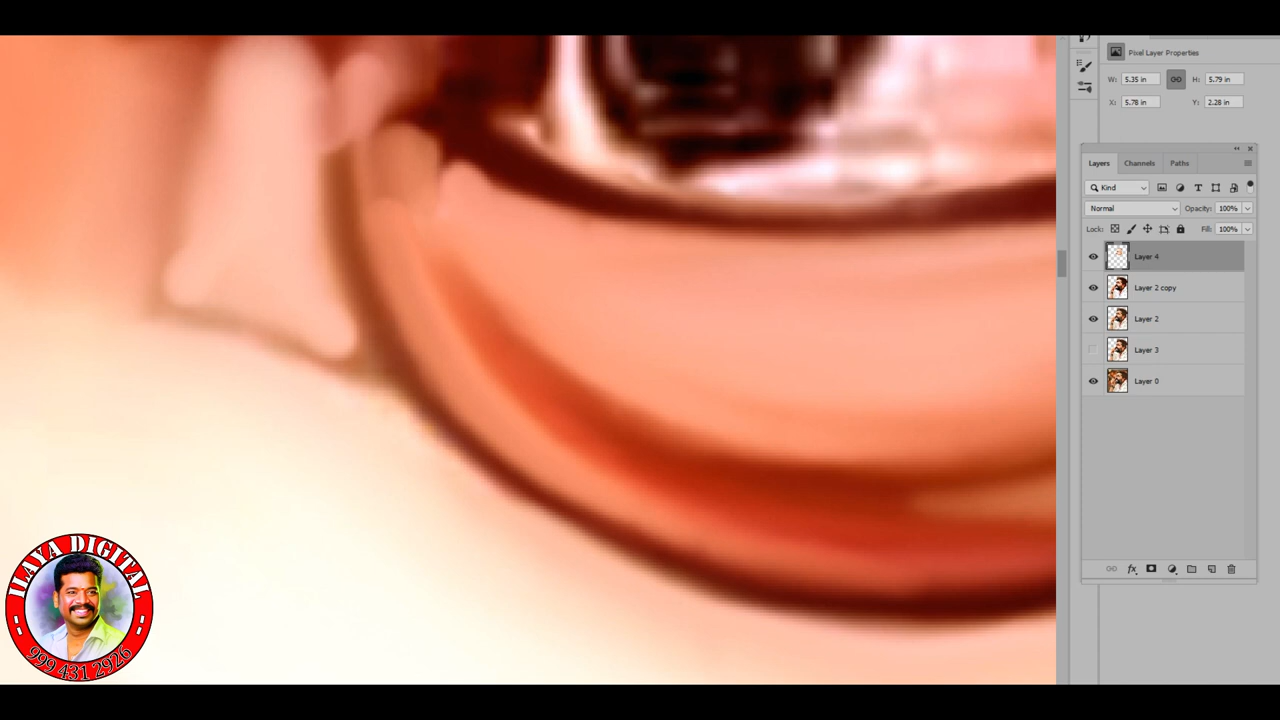 Pixel Layer Properties
W: 5.35 in H: 5.79 in
X: 5.78 in Y: 2.28 in
Layers Channels Paths
Kind
Normal Opacity: 100%
Lock: Fill: 100%
Layer 4
Layer 2 copy
Layer 2
Layer 3
Layer 0
fx
ILAYA DIGITAL
999 431 2926